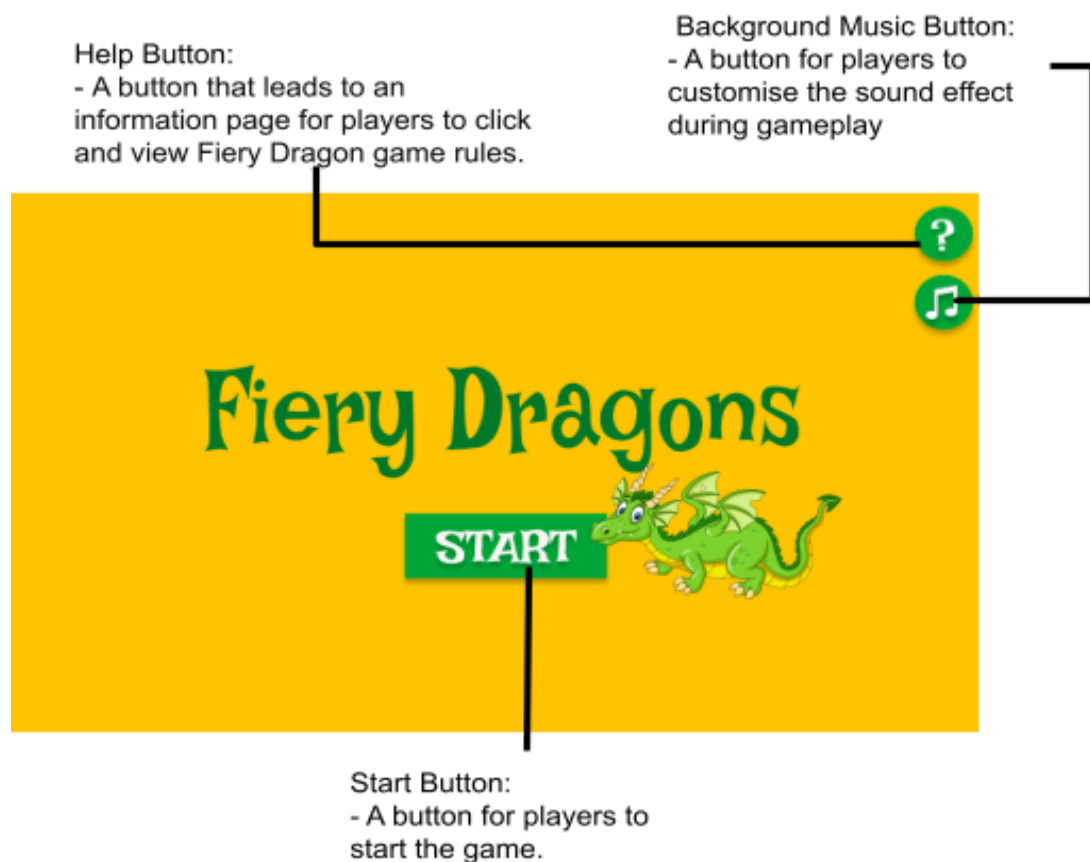 Help Button:
- A button that leads to an
information page for players to click
and view Fiery Dragon game rules.
Background Music Button:
- A button for players to
customise the sound effect
during gameplay
?
Fiery Dragons
START
Start Button:
- A button for players to
start the game.